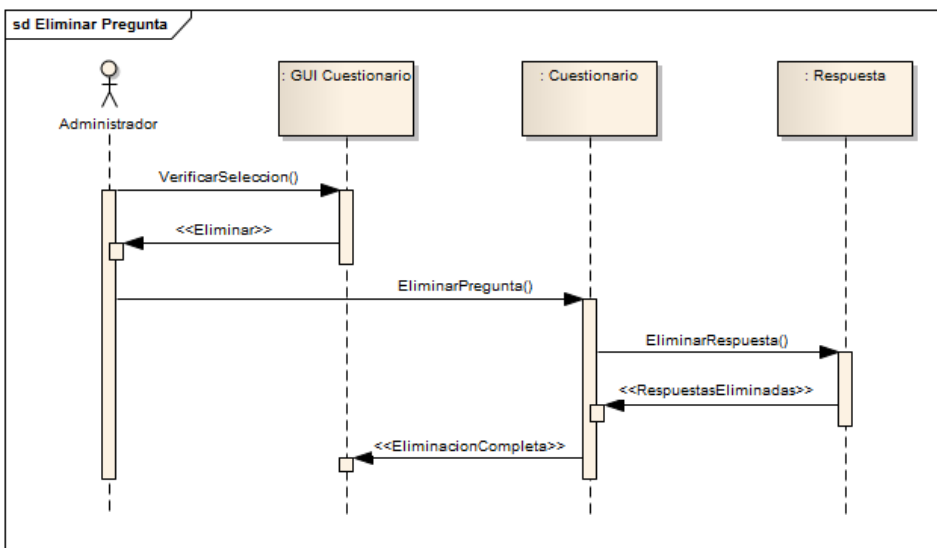 sd Eliminar Pregunta
: GUI Cuestionario
: Cuestionario
: Respuesta
Administrador
VerificarSeleccion()
<<Eliminar>>
EliminarPregunta()
EliminarRespuesta()
<<RespuestasEliminadas>>
<<EliminacionCompleta>>